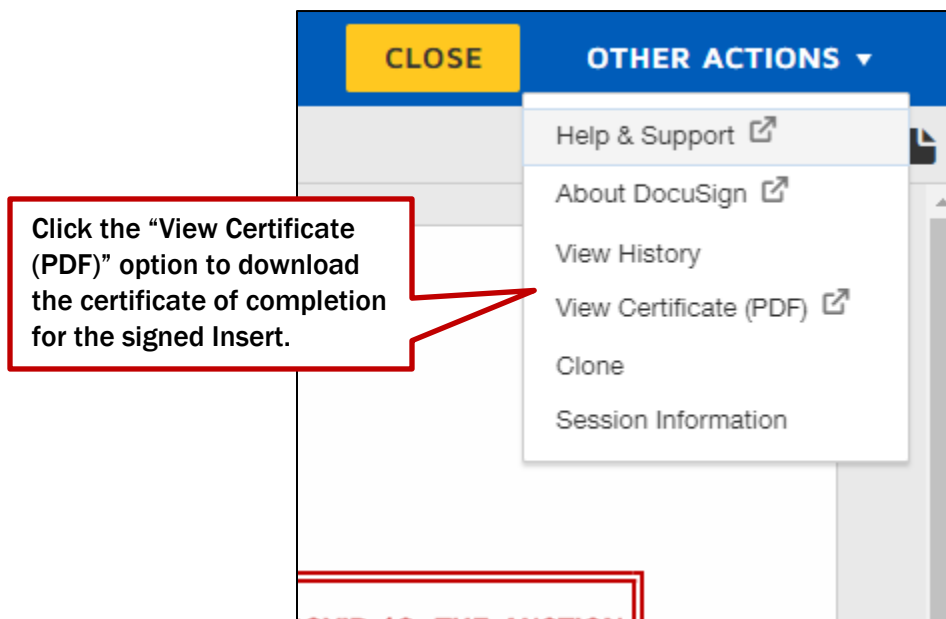 CLOSE
OTHER ACTIONS
Help & Support
About DocuSign
View History
View Certificate (PDF)
Clone
Session Information
Click the “View Certificate
(PDF)” option to download
the certificate of completion
for the signed Insert.